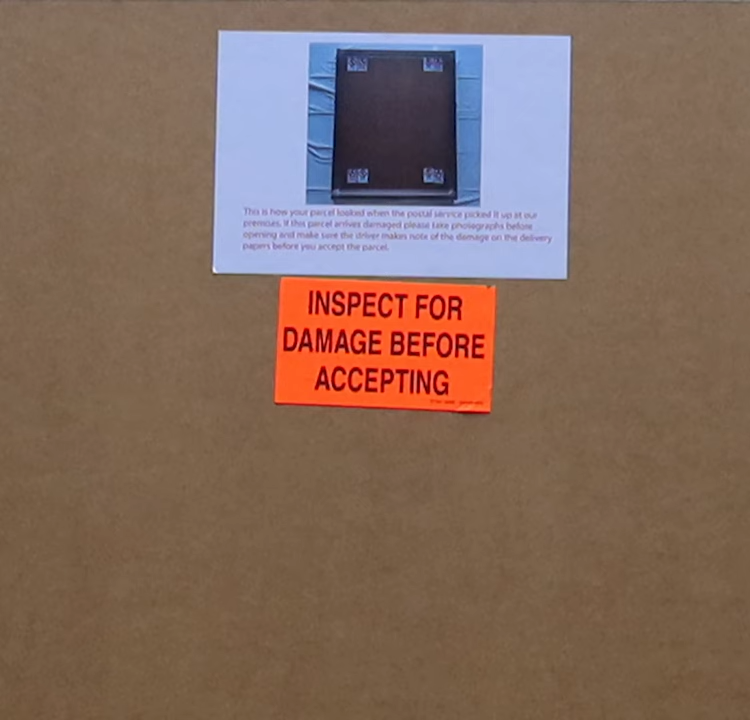 This is how your parcel looked when the postal service picked it up at our
premises. If this parcel arrives damaged please take photographs before
opening and make sure the driver makes note of the damage on the delivery
papers before you accept the parcel.
INSPECT FOR
DAMAGE BEFORE
ACCEPTING